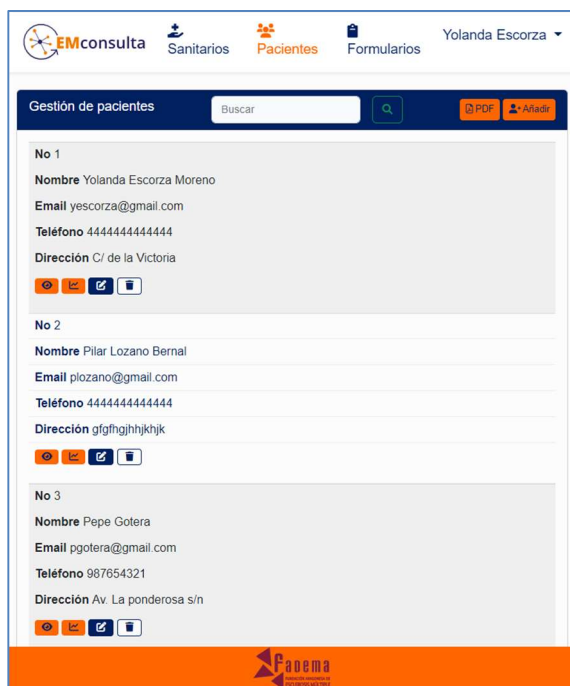 EMconsulta
Sanitarios
Pacientes
Formularios
Yolanda Escorza
Gestión de pacientes
Buscar
PDF
Añadir
No 1
Nombre Yolanda Escorza Moreno
Email yescorza@gmail.com
Teléfono 4444444444444
Dirección C/ de la Victoria
No 2
Nombre Pilar Lozano Bernal
Email plozano@gmail.com
Teléfono 4444444444444
Dirección gfgfhgjhhjkhjk
No 3
Nombre Pepe Gotera
Email pgotera@gmail.com
Teléfono 987654321
Dirección Av. La ponderosa s/n
Fadema